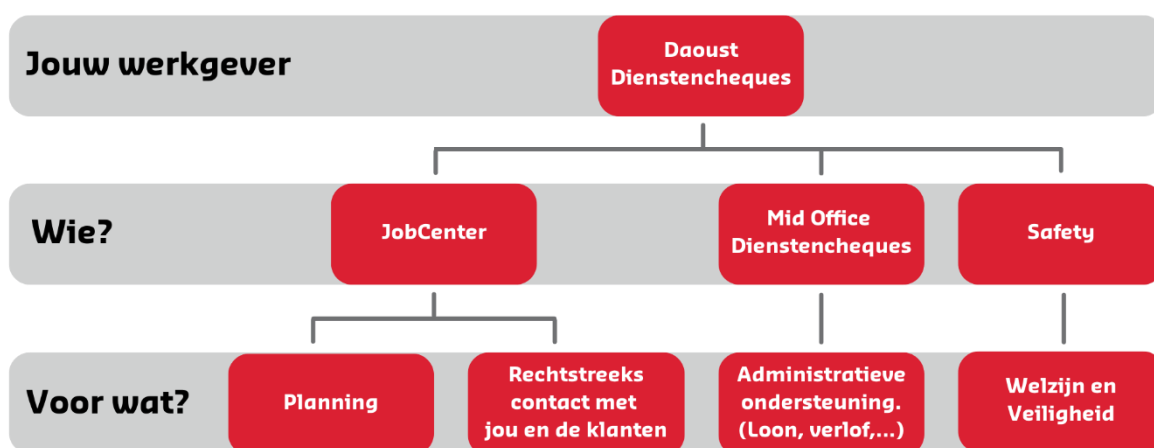 Jouw werkgever
Daoust
Dienstencheques
Wie?
JobCenter
Mid Office
Dienstencheques
Safety
Voor wat?
Planning
Rechtstreeks
contact met
jou en de klanten
Administratieve
ondersteuning.
(Loon, verlof,...)
Welzijn en
Veiligheid